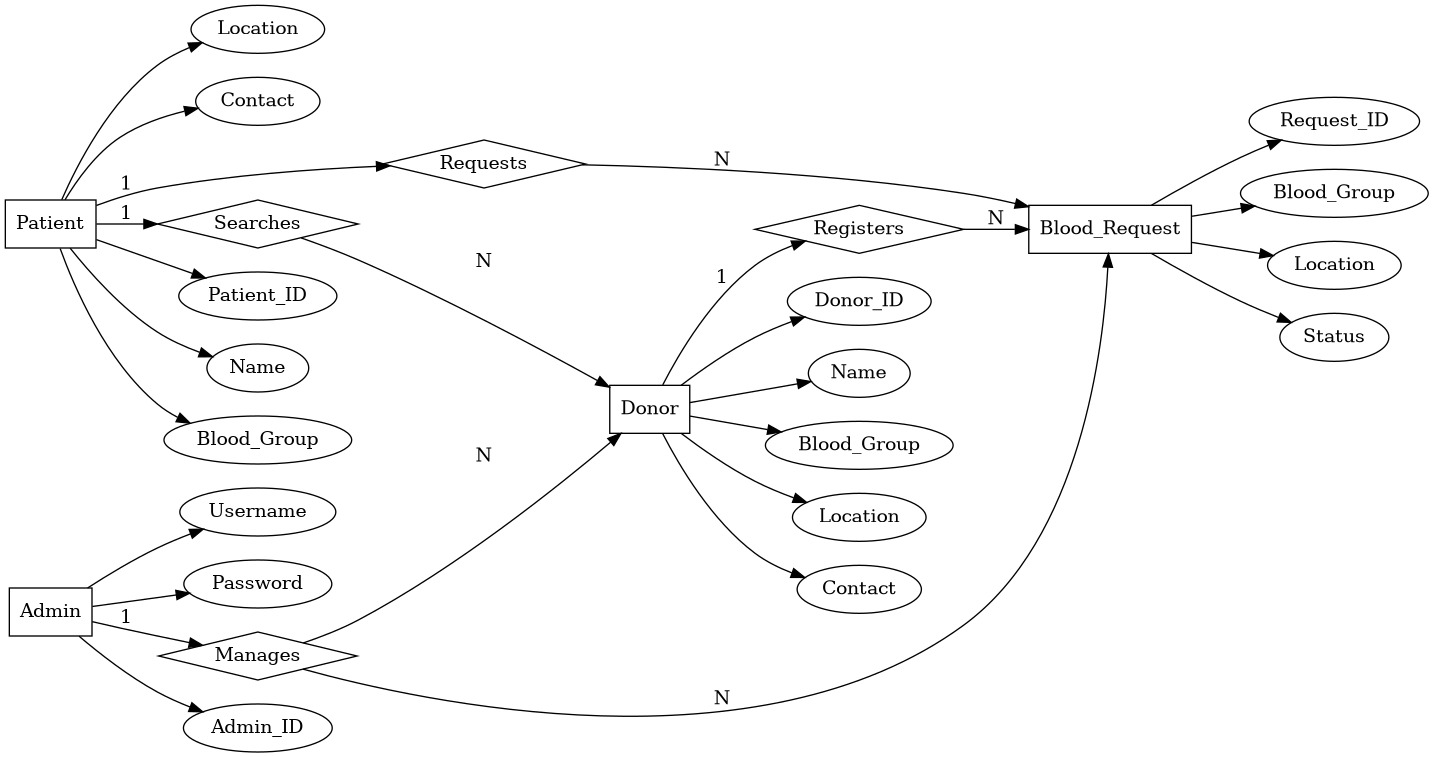 Location
Contact
Requests
N
1
Patient
1
Searches
N
Patient_ID
Name
Blood_Group
Request_ID
Blood_Group
Registers
N
Blood_Request
Location
1
Donor_ID
Status
Name
Donor
Blood_Group
N
Location
Contact
Username
Password
Admin
1
Manages
N
Admin_ID